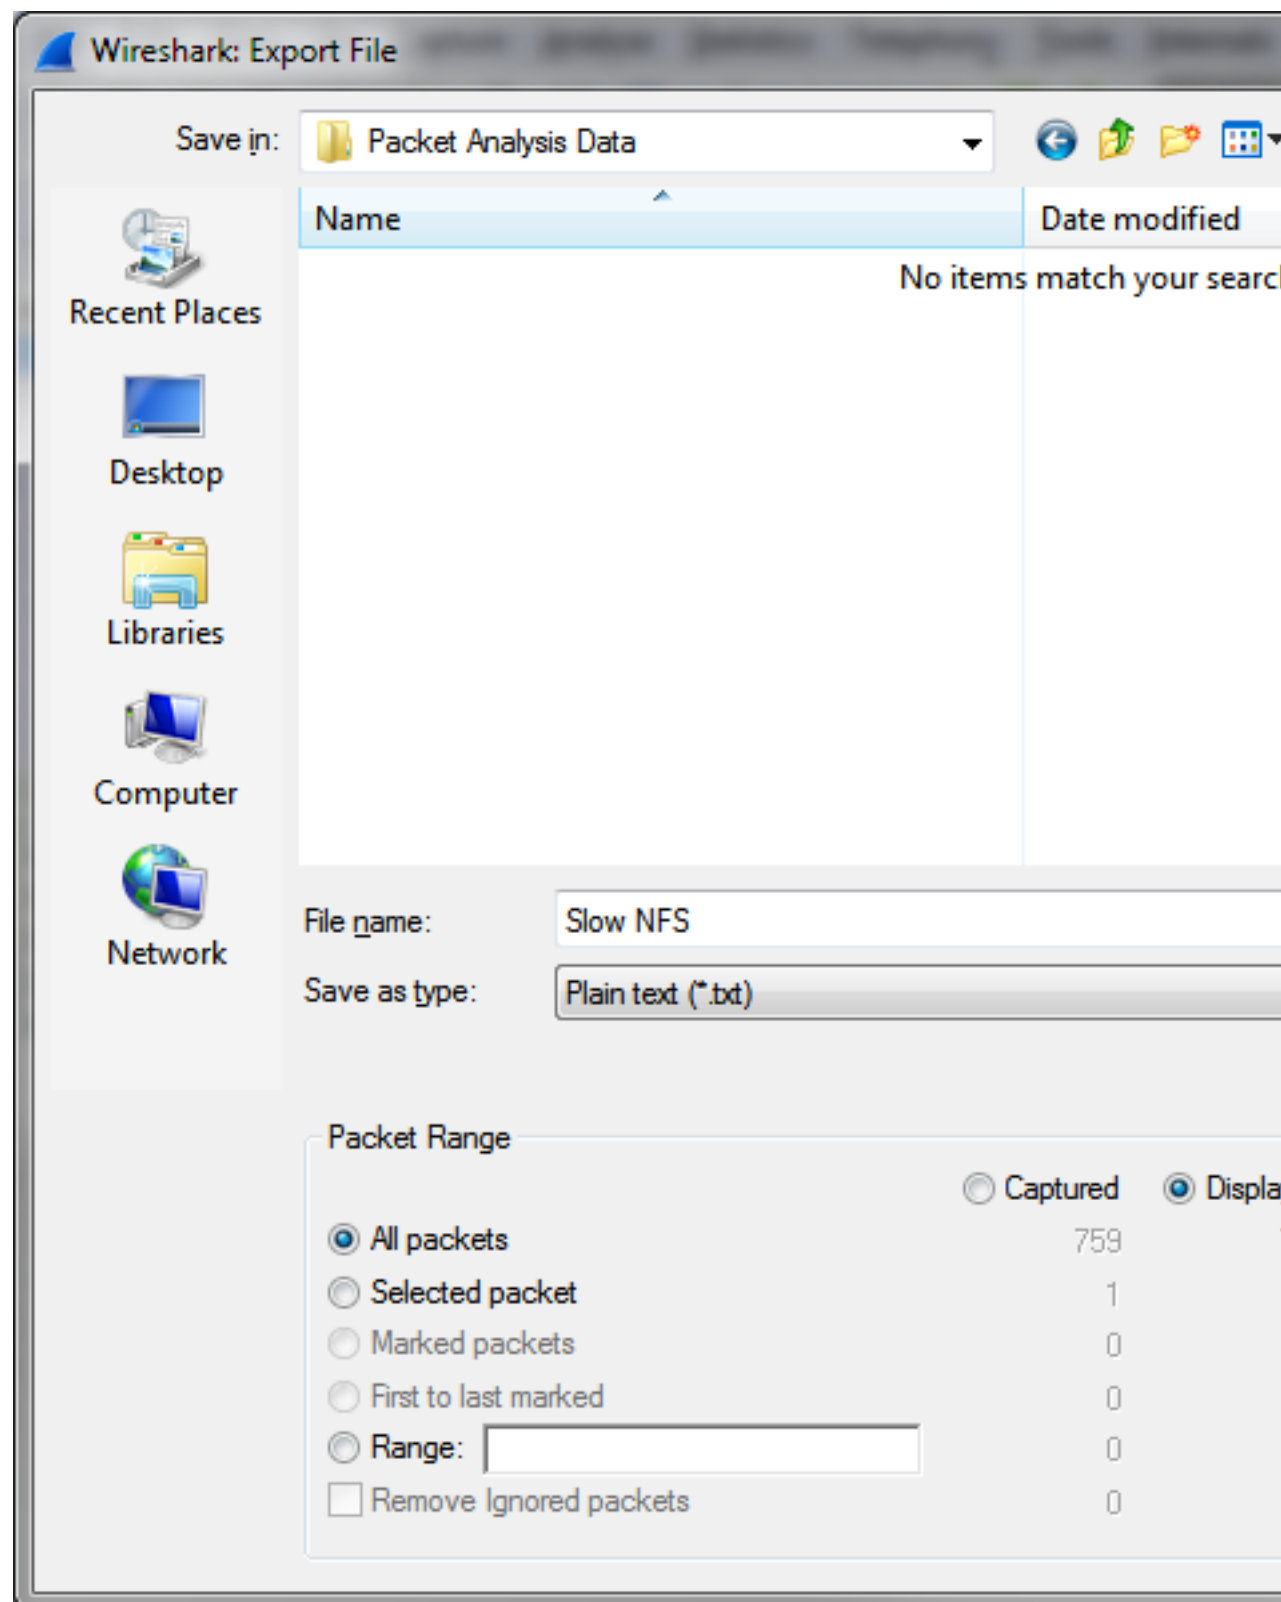 Wireshark: Export File
Save in: Packet Analysis Data
Name Date modified
No items match your search
Recent Places
Desktop
Libraries
Computer
Network
File name: Slow NFS
Save as type: Plain text (*.txt)
Packet Range
Captured
All packets 759
Selected packet 1
Marked packets 0
First to last marked 0
Range: 0
Remove Ignored packets 0